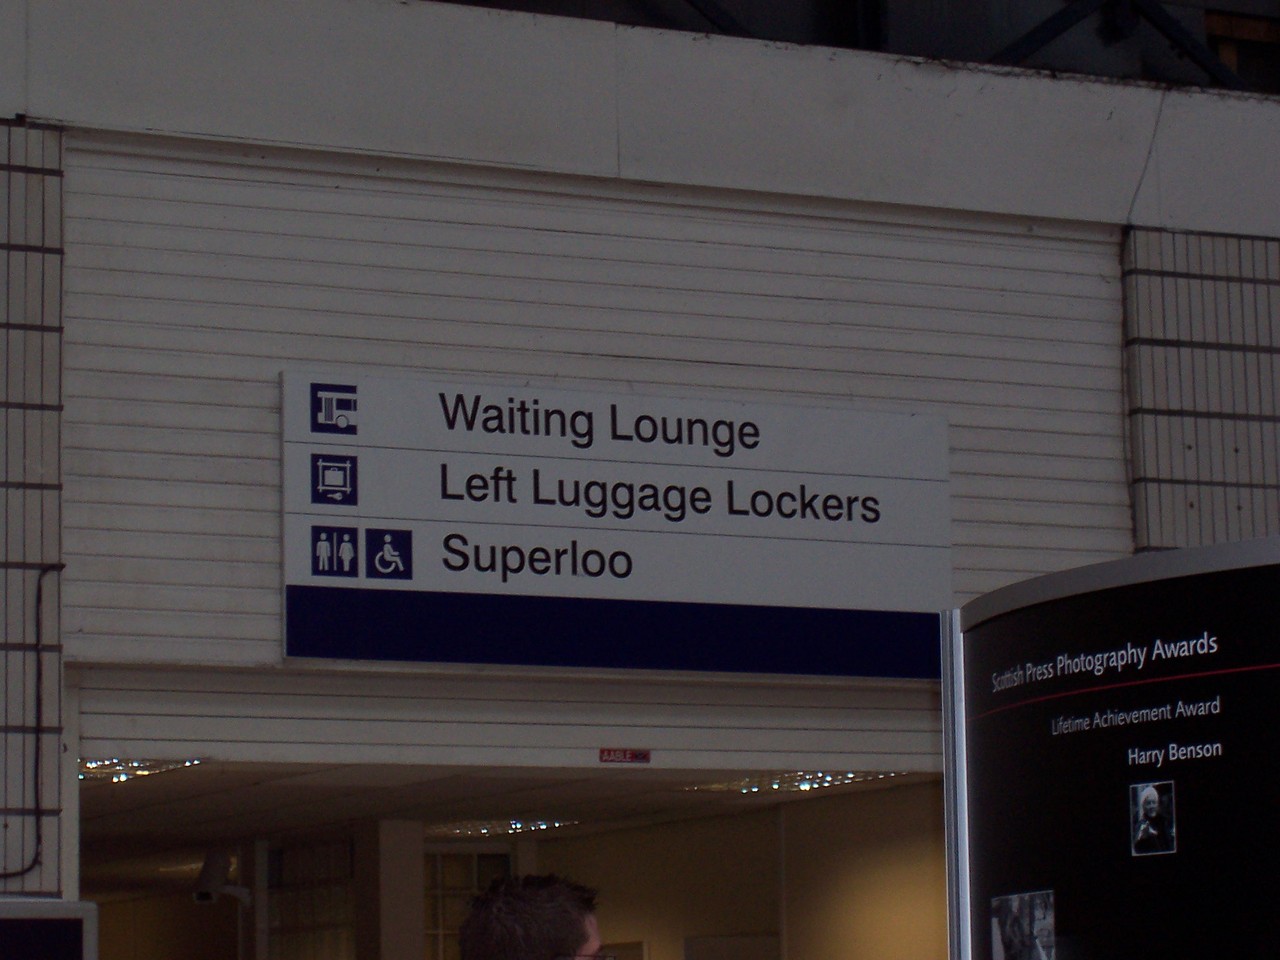 Waiting Lounge
Left Luggage Lockers
Superloo
Scottish Press Photography Awards
Lifetime Achievement Award
Harry Benson